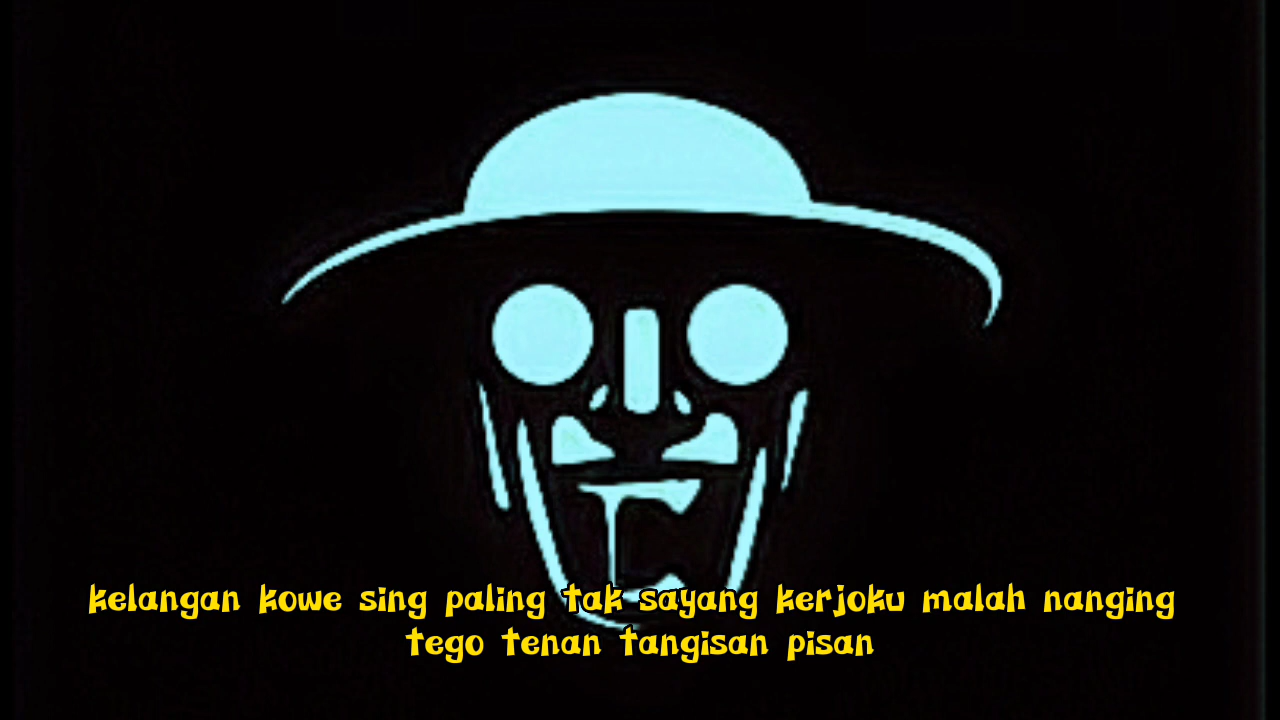 kelangan kowe sing paling tak sayang kerjoku malah nanging
tego tenan tangisan pisan